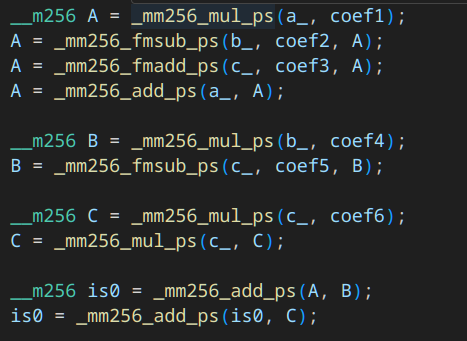 __m256 A = _mm256_mul_ps(a_, coef1);
A = _mm256_fmsub_ps(b_, coef2, A);
A = _mm256_fmadd_ps(c_, coef3, A);
A = _mm256_add_ps(a_, A);

__m256 B = _mm256_mul_ps(b_, coef4);
B = _mm256_fmsub_ps(c_, coef5, B);

__m256 C = _mm256_mul_ps(c_, coef6);
C = _mm256_mul_ps(c_, C);

__m256 is0 = _mm256_add_ps(A, B);
is0 = _mm256_add_ps(is0, C);